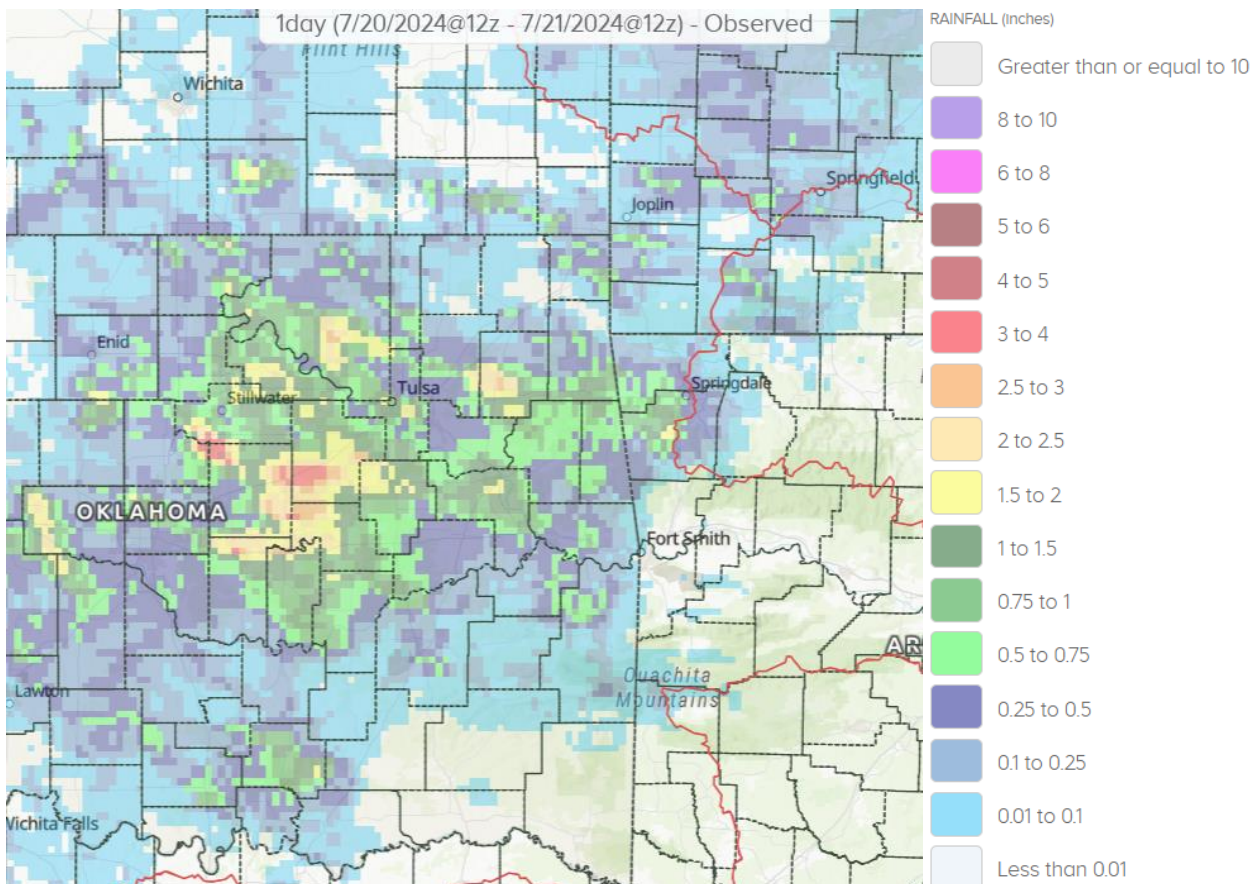 1day (7/20/2024@12z - 7/21/2024@12z) - Observed
Flint Hills
Wichita
Springfield
Joplin
Enid
Springdale
Tulsa
Stillwater
OKLAHOMA
Fort Smith
AR
Ouachita
Mountains
Lawton
Wichita Falls
RAINFALL (Inches)
Greater than or equal to 10
8 to 10
6 to 8
5 to 6
4 to 5
3 to 4
2.5 to 3
2 to 2.5
1.5 to 2
1 to 1.5
0.75 to 1
0.5 to 0.75
0.25 to 0.5
0.1 to 0.25
0.01 to 0.1
Less than 0.01